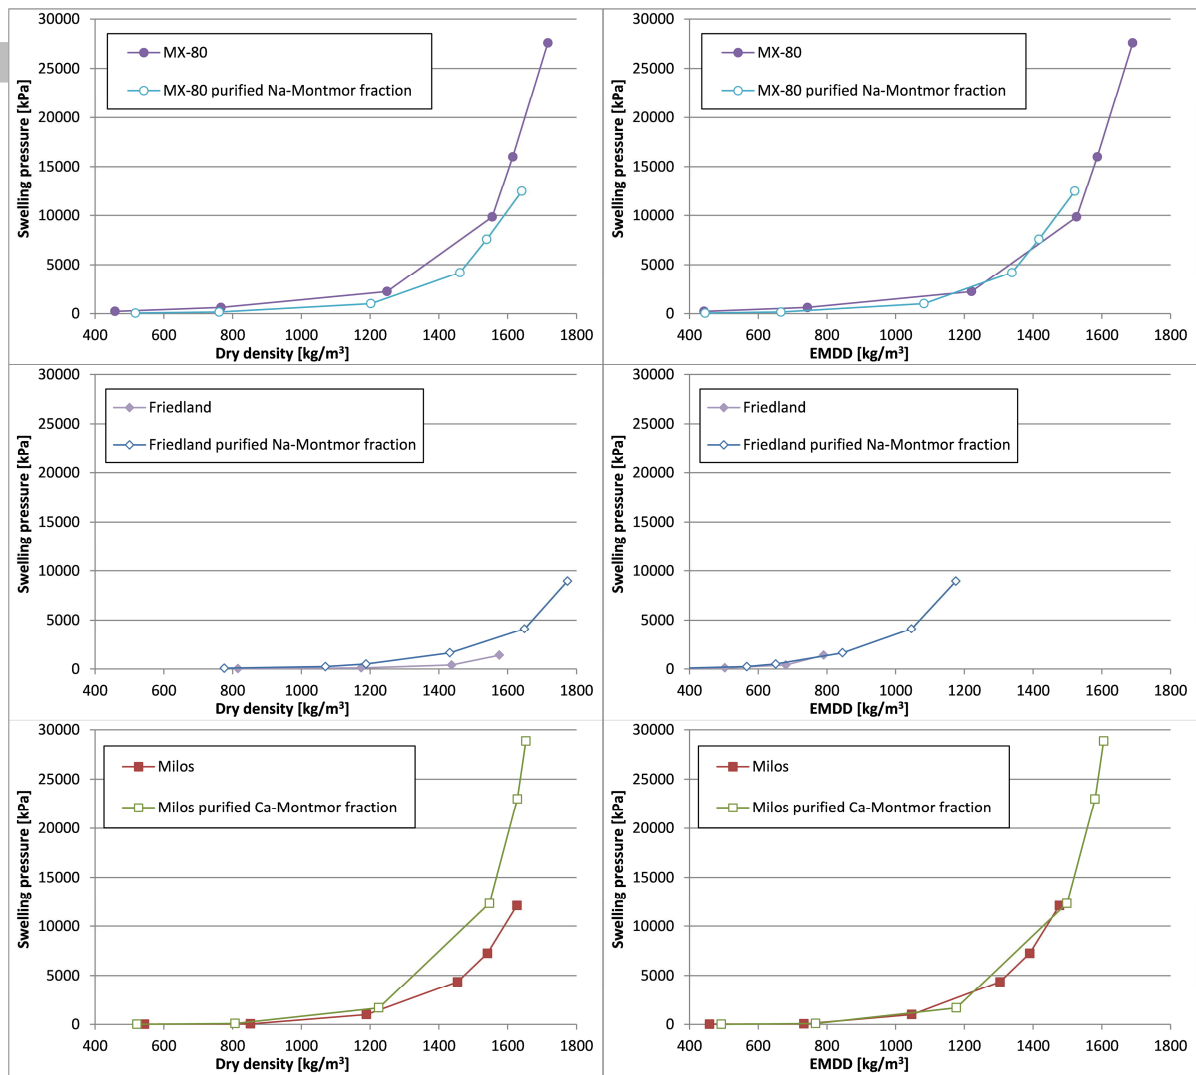 30000
25000
20000
15000
10000
5000
0
Swelling pressure [kPa]
MX-80
MX-80 purified Na-Montmor fraction
400 600 800 1000 1200 1400 1600 1800
Dry density [kg/m³]
30000
25000
20000
15000
10000
5000
0
Swelling pressure [kPa]
MX-80
MX-80 purified Na-Montmor fraction
400 600 800 1000 1200 1400 1600 1800
EMDD [kg/m³]
30000
25000
20000
15000
10000
5000
0
Swelling pressure [kPa]
Friedland
Friedland purified Na-Montmor fraction
400 600 800 1000 1200 1400 1600 1800
Dry density [kg/m³]
30000
25000
20000
15000
10000
5000
0
Swelling pressure [kPa]
Friedland
Friedland purified Na-Montmor fraction
400 600 800 1000 1200 1400 1600 1800
EMDD [kg/m³]
30000
25000
20000
15000
10000
5000
0
Swelling pressure [kPa]
Milos
Milos purified Ca-Montmor fraction
400 600 800 1000 1200 1400 1600 1800
Dry density [kg/m³]
30000
25000
20000
15000
10000
5000
0
Swelling pressure [kPa]
Milos
Milos purified Ca-Montmor fraction
400 600 800 1000 1200 1400 1600 1800
EMDD [kg/m³]